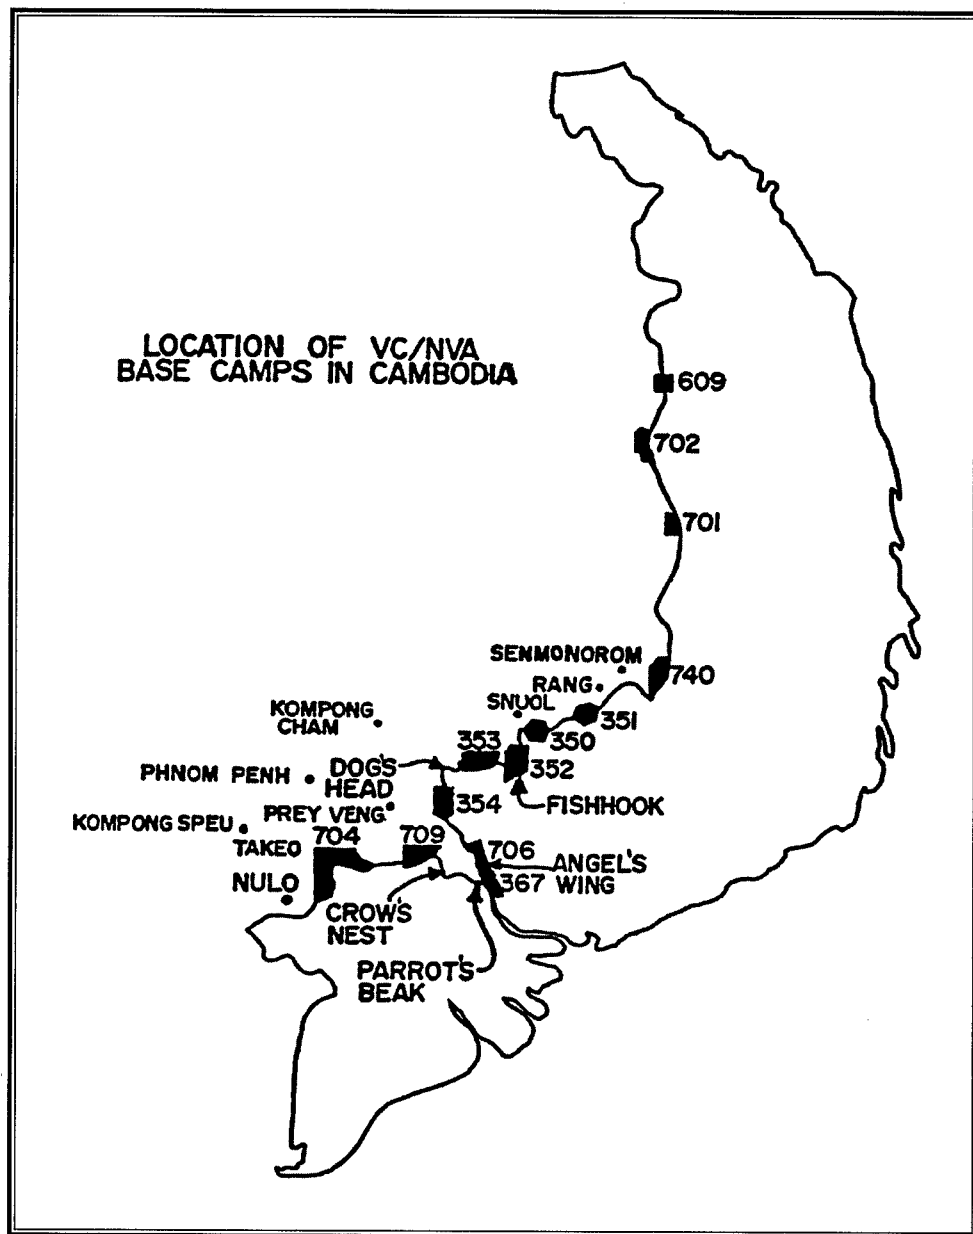 LOCATION OF VC/NVA
BASE CAMPS IN CAMBODIA
609
702
701
SENMONOROM
740
RANG
SNUOL
351
KOMPONG
CHAM
350
353
DOG'S
HEAD
352
PHNOM PENH
FISHHOOK
354
PREY VENG
KOMPONG SPEU
704
709
TAKEO
706
ANGEL'S
WING
367
NULO
CROW'S
NEST
PARROT'S
BEAK